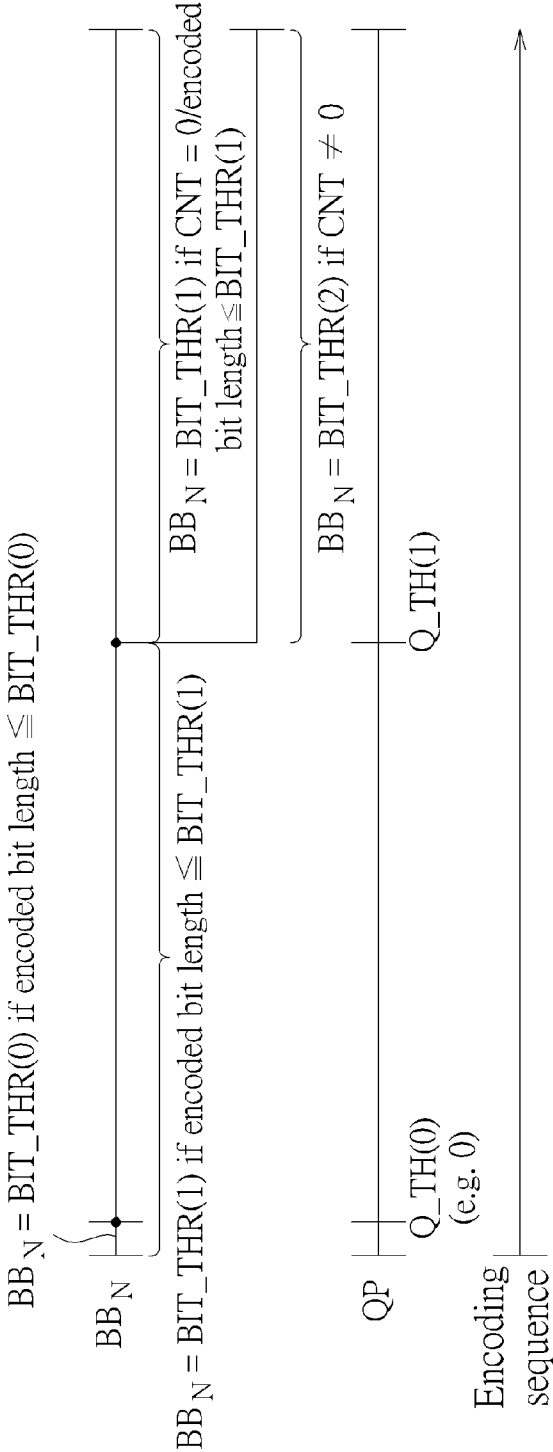 BB_N = BIT_THR(0) if encoded bit length ≦ BIT_THR(0)
BB_N
BB_N = BIT_THR(1) if encoded bit length ≦ BIT_THR(1)
BB_N = BIT_THR(1) if CNT = 0/encoded
bit length ≦ BIT_THR(1)
BB_N = BIT_THR(2) if CNT ≠ 0
QP
Q_TH(0)
(e.g. 0)
Q_TH(1)
Encoding
sequence